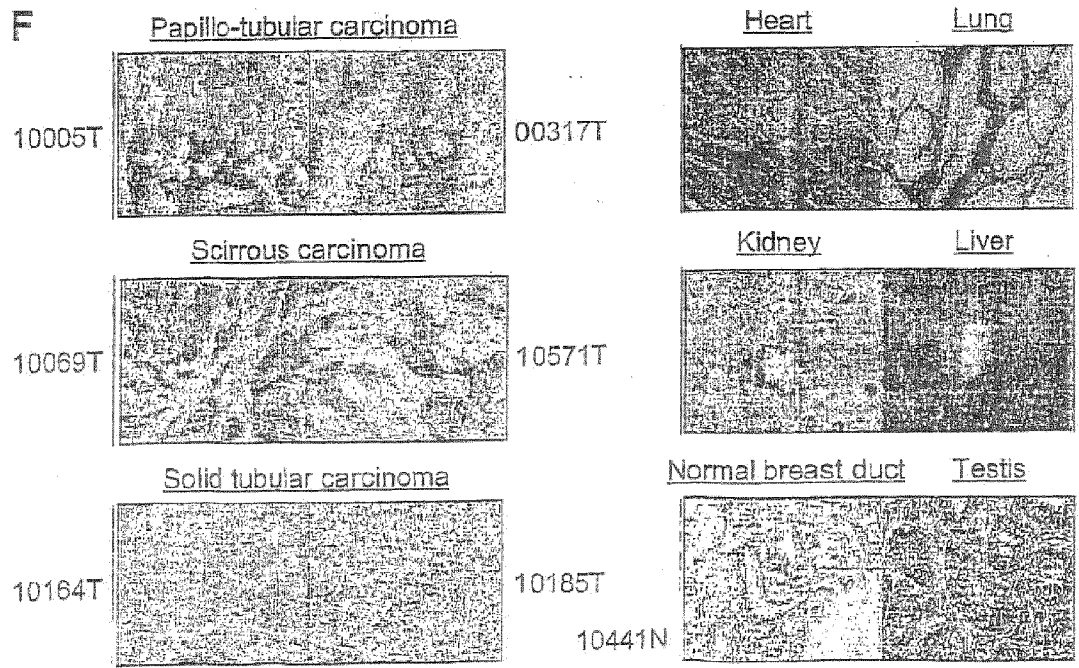 F
Papillo-tubular carcinoma
10005T
00317T
Scirrous carcinoma
10069T
10571T
Solid tubular carcinoma
10164T
10185T
Heart Lung
Kidney Liver
Normal breast duct Testis
10441N